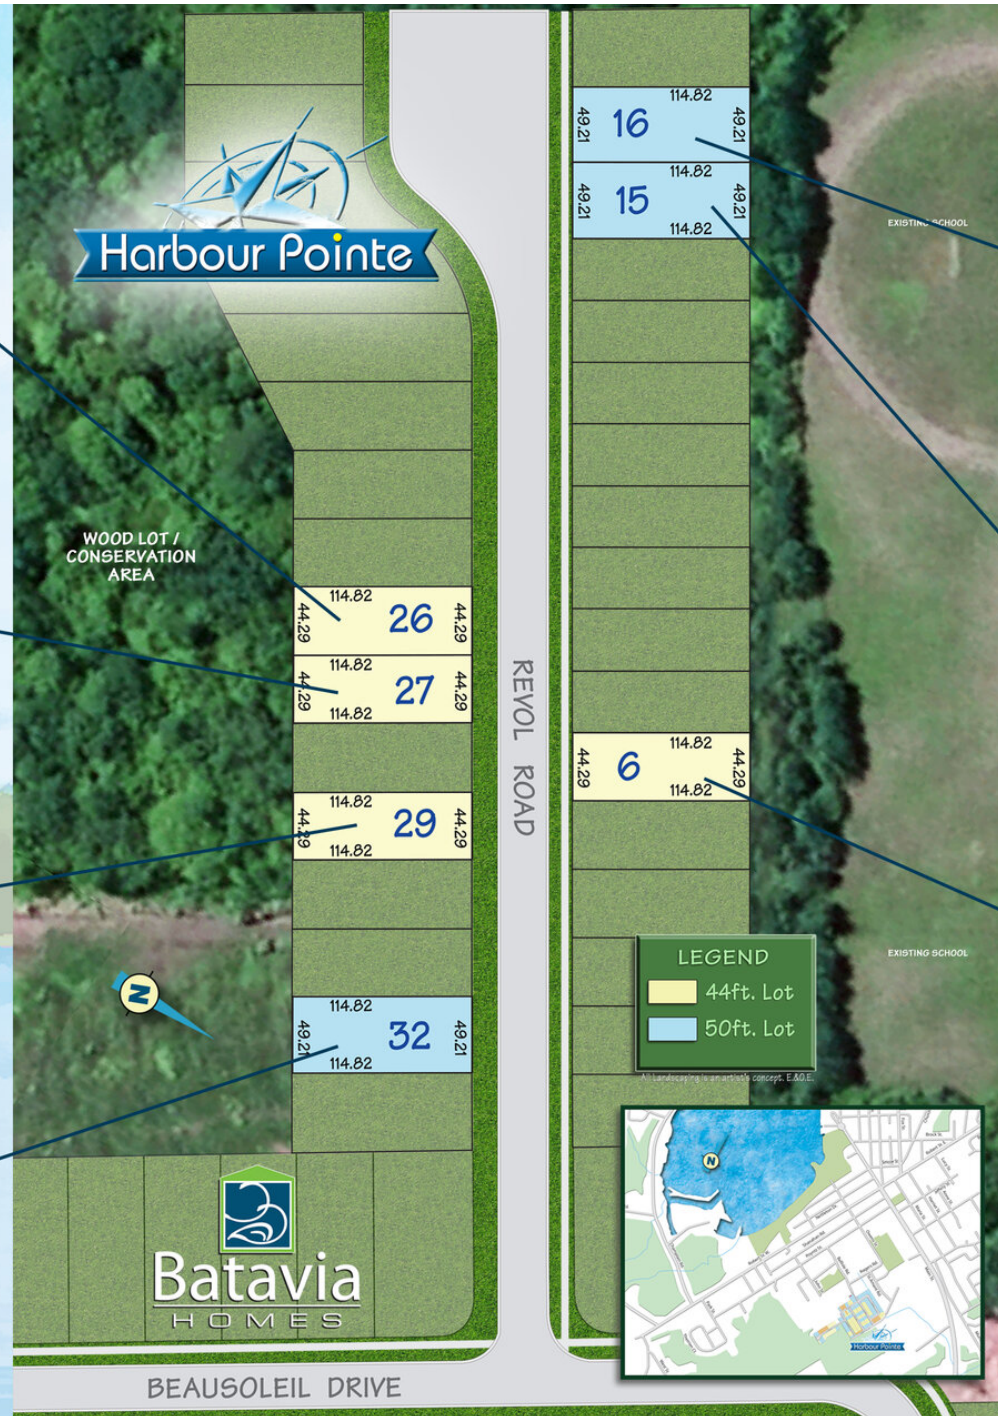 114.82
49.21
16
49.21
114.82
49.21
15
49.21
114.82
EXISTING SCHOOL
Harbour Pointe
WOOD LOT /
CONSERVATION
AREA
114.82
44.29
26
44.29
114.82
44.29
27
44.29
114.82
REVOL ROAD
114.82
44.29
6
44.29
114.82
114.82
44.29
29
44.29
114.82
EXISTING SCHOOL
LEGEND
44ft. Lot
50ft. Lot
All Landscaping is an artist's concept. E.&O.E.
N
114.82
49.21
32
49.21
114.82
N
Harbour Pointe
Batavia
HOMES
BEAUSOLEIL DRIVE